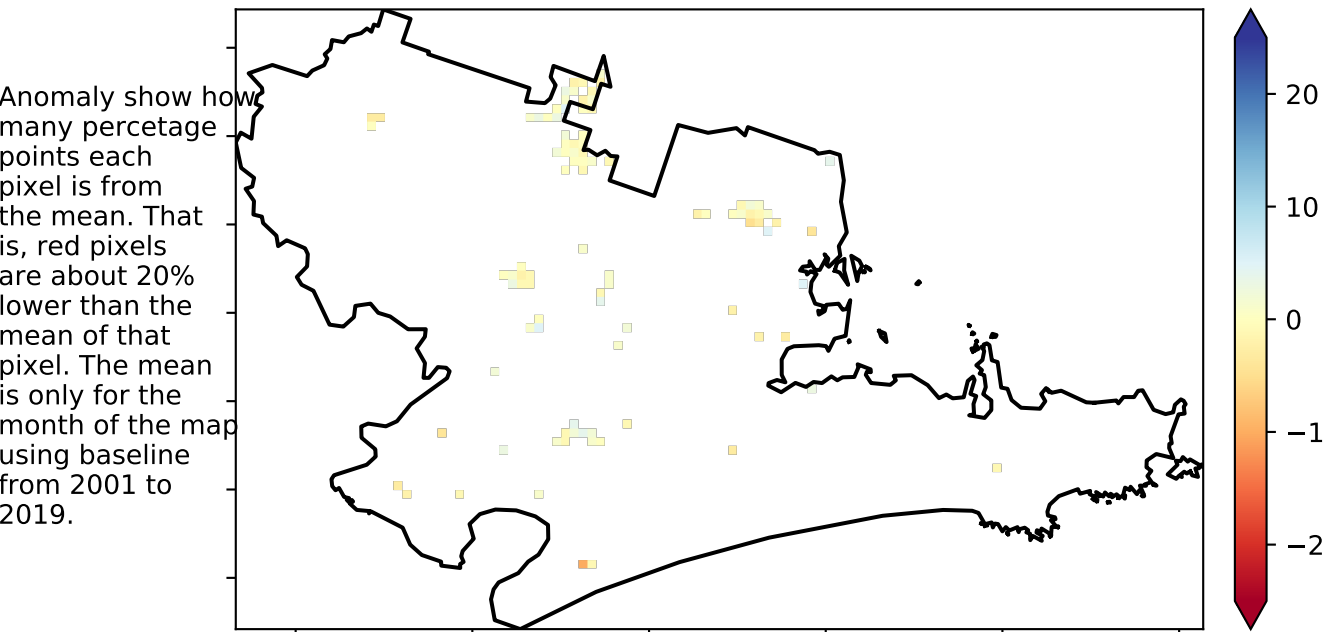 Anomaly show how
many percetage
points each
pixel is from
the mean. That
is, red pixels
are about 20%
lower than the
mean of that
pixel. The mean
is only for the
month of the map
using baseline
from 2001 to
2019.
20
10
0
−1
−2